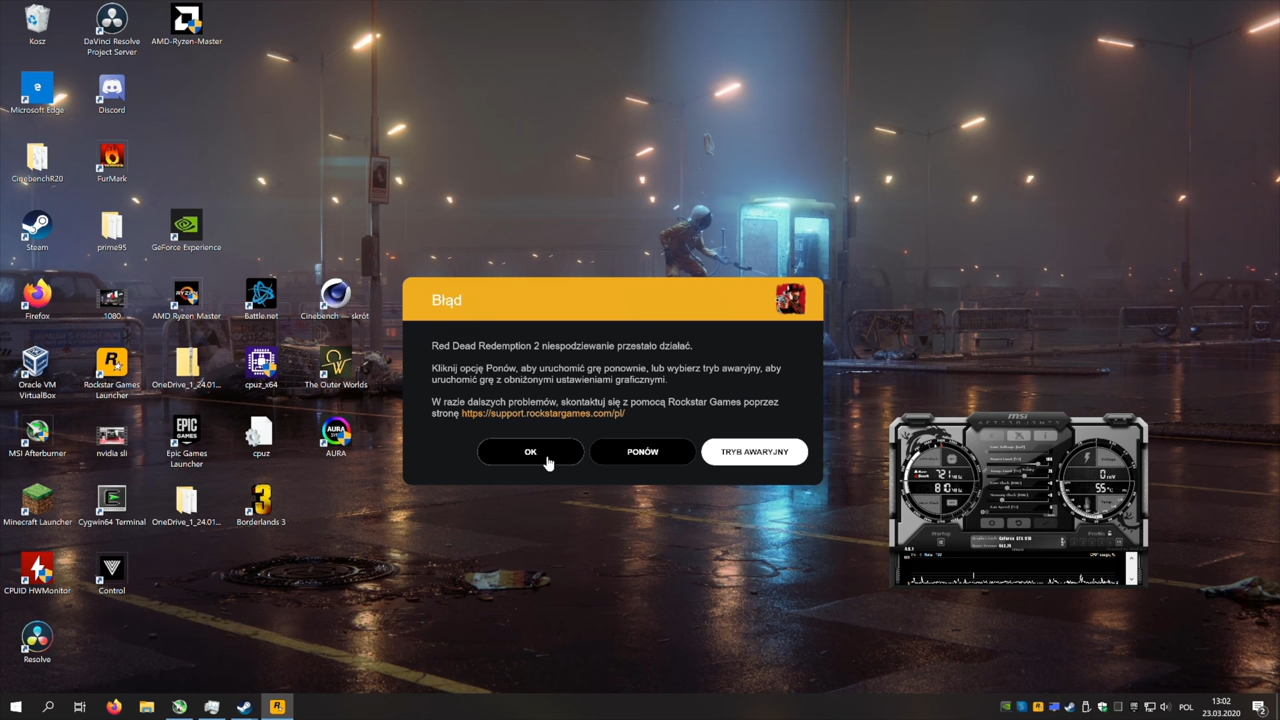 Kosz
DaVinci Resolve
Project Server
AMD-Ryzen-Master
Microsoft Edge
Discord
CinebenchR20
FurMark
Steam
prime95
GeForce Experience
Firefox
1080
AMD Ryzen Master
Battle.net
Cinebench — skrót
Oracle VM
VirtualBox
Rockstar Games
Launcher
OneDrive_1_24.01...
cpuz_x64
The Outer Worlds
MSI Afterburner
nvidia sli
Epic Games
Launcher
cpuz
AURA
Minecraft Launcher
Cygwin64 Terminal
OneDrive_1_24.01...
Borderlands 3
CPUID HWMonitor
Control
Resolve
Błąd
Red Dead Redemption 2 niespodziewanie przestało działać.
Kliknij opcję Ponów, aby uruchomić grę ponownie, lub wybierz tryb awaryjny, aby
uruchomić grę z obniżonymi ustawieniami graficznymi.
W razie dalszych problemów, skontaktuj się z pomocą Rockstar Games poprzez
stronę https://support.rockstargames.com/pl/
OK
PONÓW
TRYB AWARYJNY
msi
Startup
Profile
55°C
POL
13:02
23.03.2020
2